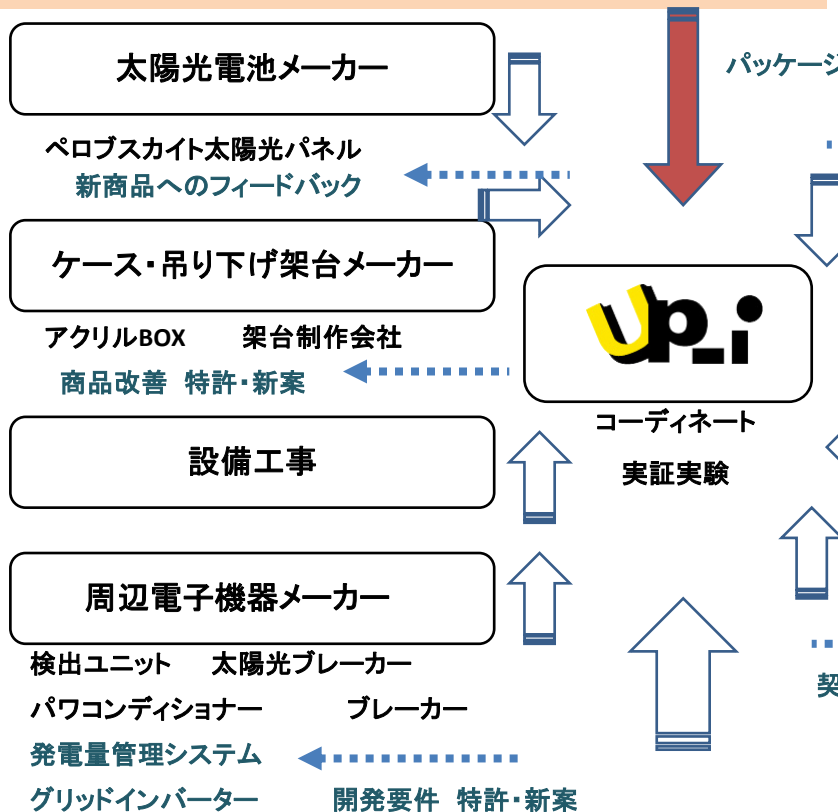 太陽光電池メーカー
パッケージ
ペロブスカイト太陽光パネル
新商品へのフィードバック
ケース・吊り下げ架台メーカー
アクリルBOX 架台制作会社
商品改善 特許・新案
Up_i
コーディネート
実証実験
設備工事
周辺電子機器メーカー
検出ユニット 太陽光ブレーカー
パワコンディショナー ブレーカー
契
発電量管理システム
グリッドインバーター 開発要件 特許・新案